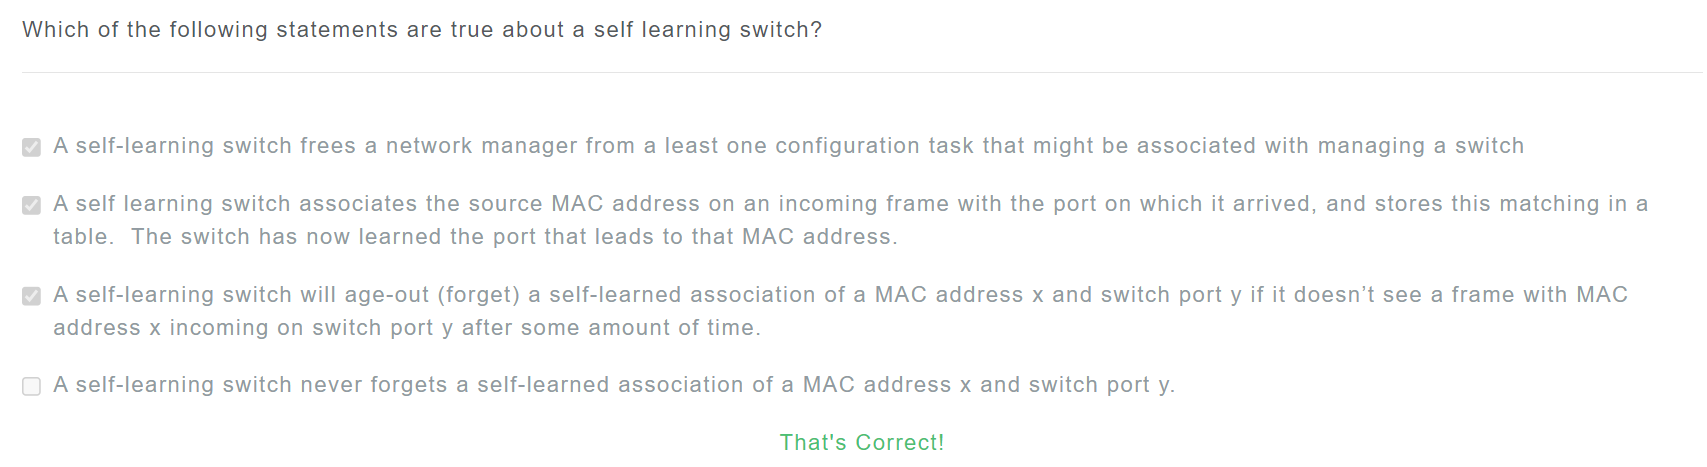 Which of the following statements are true about a self learning switch?
A self-learning switch frees a network manager from a least one configuration task that might be associated with managing a switch
A self learning switch associates the source MAC address on an incoming frame with the port on which it arrived, and stores this matching in a
table.  The switch has now learned the port that leads to that MAC address.
A self-learning switch will age-out (forget) a self-learned association of a MAC address x and switch port y if it doesn’t see a frame with MAC
address x incoming on switch port y after some amount of time.
A self-learning switch never forgets a self-learned association of a MAC address x and switch port y.
That's Correct!